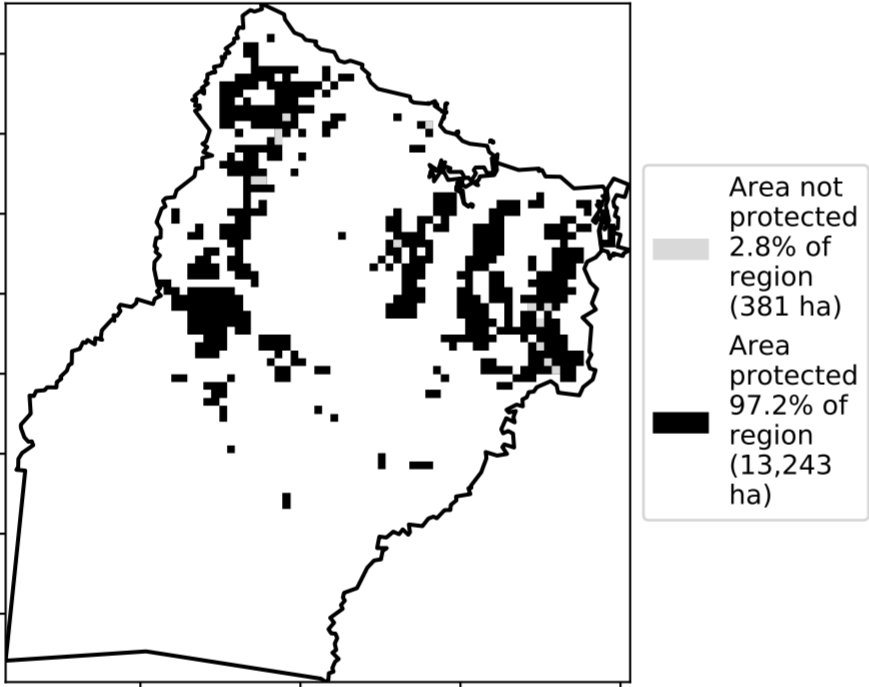 Area not
protected
2.8% of
region
(381 ha)
Area
protected
97.2% of
region
(13,243
ha)